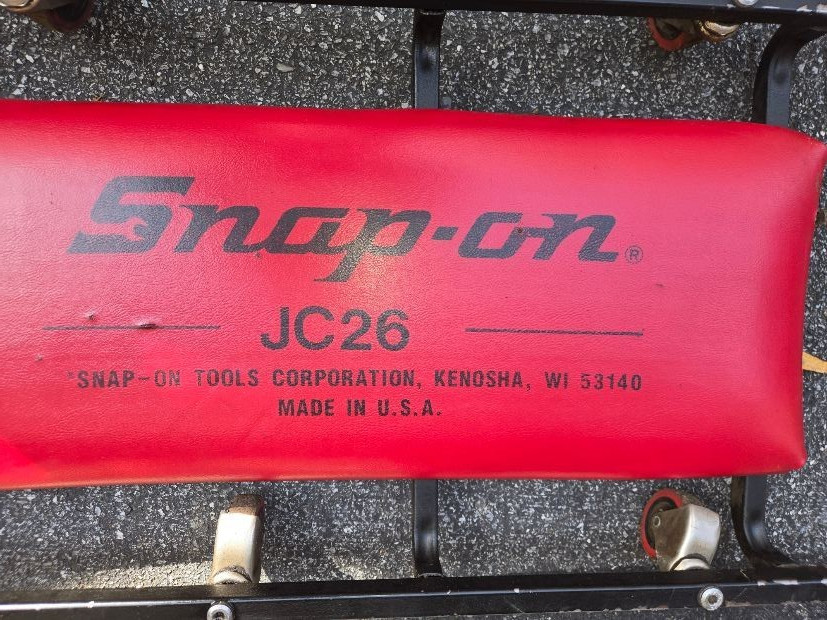 Snap-on®
JC26
SNAP-ON TOOLS CORPORATION, KENOSHA, WI 53140
MADE IN U.S.A.